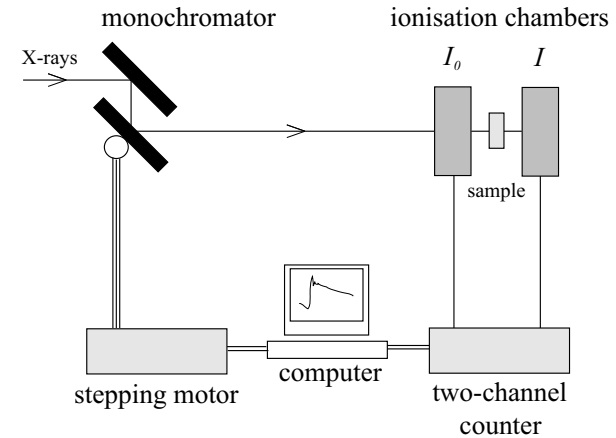 monochromator
ionisation chambers
X-rays
I₀
I
sample
computer
stepping motor
two-channel
counter